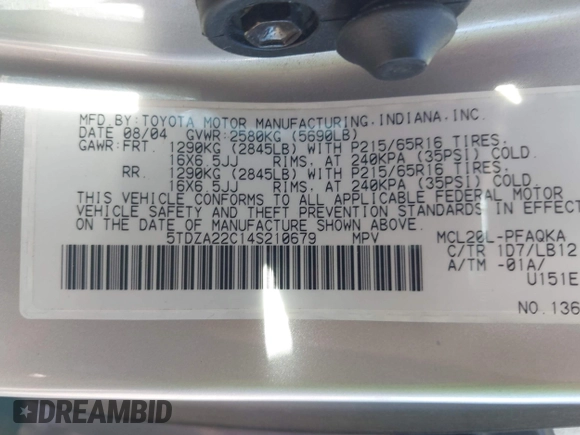 MFD.BY:TOYOTA MOTOR MANUFACTURING,INDIANA,INC.
DATE 08/04 GVWR:2580KG (5690LB)
GAWR:FRT. 1290KG (2845LB) WITH P215/65R16 TIRES,
16X6.5JJ RIMS, AT 240KPA (35PSI) COLD.
RR. 1290KG (2845LB) WITH P215/65R16 TIRES,
16X6.5JJ RIMS, AT 240KPA (35PSI) COLD.
THIS VEHICLE CONFORMS TO ALL APPLICABLE FEDERAL MOTOR
VEHICLE SAFETY AND THEFT PREVENTION STANDARDS IN EFFECT
ON THE DATE OF MANUFACTURE SHOWN ABOVE.
5TDZA22C14S210679 MPV MCL20L-PFAQKA
C/TR 1D7/LB12
A/TM -01A/
U151E
NO.136
DREAMBID